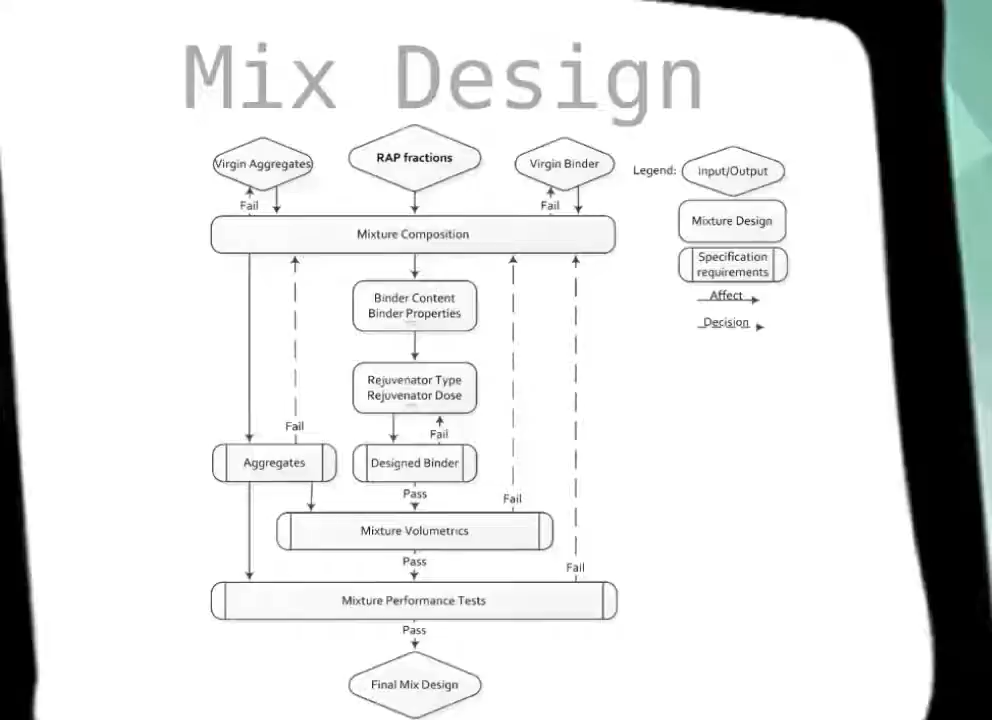 Mix Design
Virgin Aggregates
RAP fractions
Virgin Binder
Legend:
Input/Output
Fail
Fail
Mixture Design
Mixture Composition
Specification
requirements
Binder Content
Binder Properties
Affect
Decision
Rejuvenator Type
Rejuvenator Dose
Fail
Fail
Aggregates
Designed Binder
Pass
Fail
Mixture Volumetrics
Pass
Fail
Mixture Performance Tests
Pass
Final Mix Design